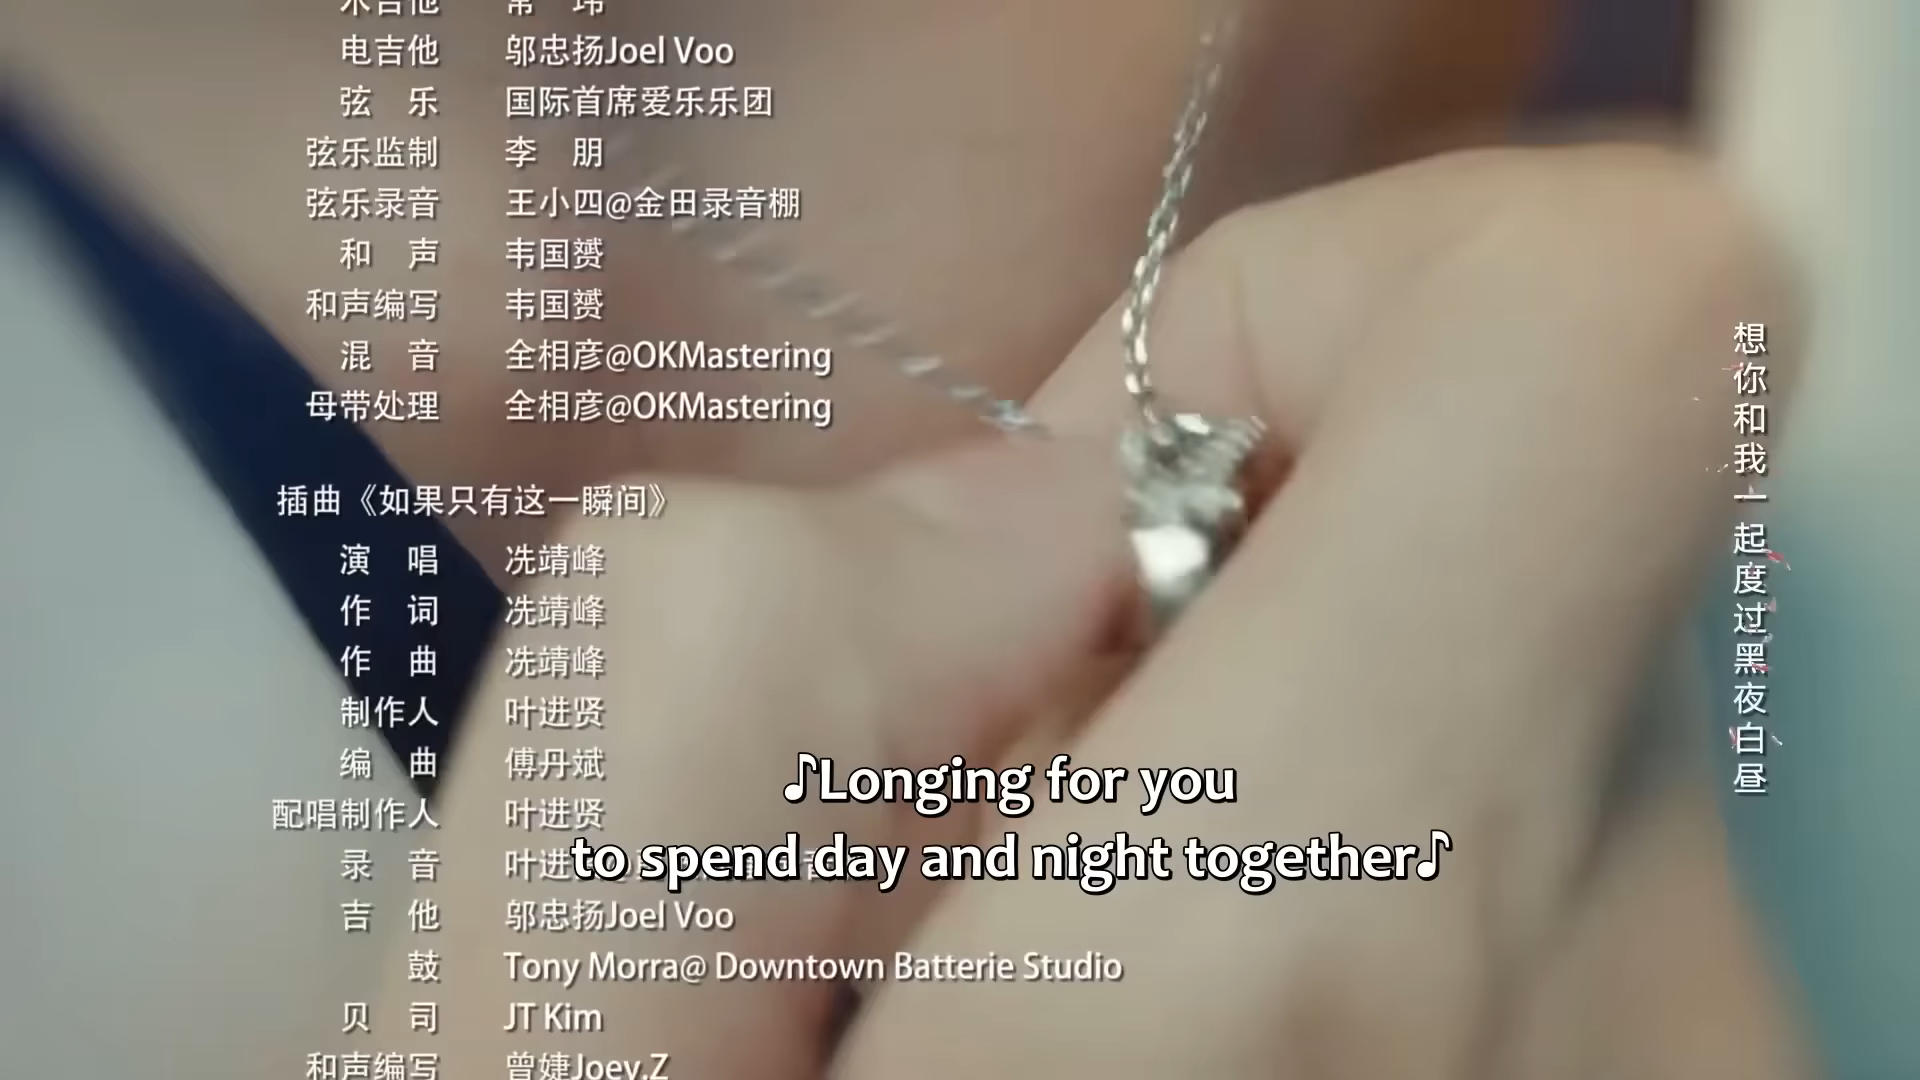 木吉他 常 玮
电吉他 邬忠扬Joel Voo
弦 乐 国际首席爱乐乐团
弦乐监制 李 朋
弦乐录音 王小四@金田录音棚
和 声 韦国赟
和声编写 韦国赟
混 音 全相彦@OKMastering
母带处理 全相彦@OKMastering
插曲《如果只有这一瞬间》
演 唱 冼靖峰
作 词 冼靖峰
作 曲 冼靖峰
制作人 叶进贤
编 曲 傅丹斌
配唱制作人 叶进贤
录 音 叶进
吉 他 邬忠扬Joel Voo
鼓 Tony Morra@ Downtown Batterie Studio
贝 司 JT Kim
和声编写 曾婕Joey.Z
♪Longing for you
to spend day and night together♪
想你和我一起度过黑夜白昼